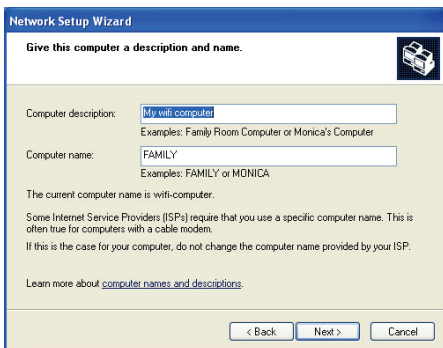 Network Setup Wizard
Give this computer a description and name.
Computer description:
My wifi computer
Examples: Family Room Computer or Monica's Computer
Computer name:
FAMILY
Examples: FAMILY or MONICA
The current computer name is wifi-computer.
Some Internet Service Providers (ISPs) require that you use a specific computer name. This is
often true for computers with a cable modem.
If this is the case for your computer, do not change the computer name provided by your ISP.
Learn more about computer names and descriptions.
< Back
Next >
Cancel